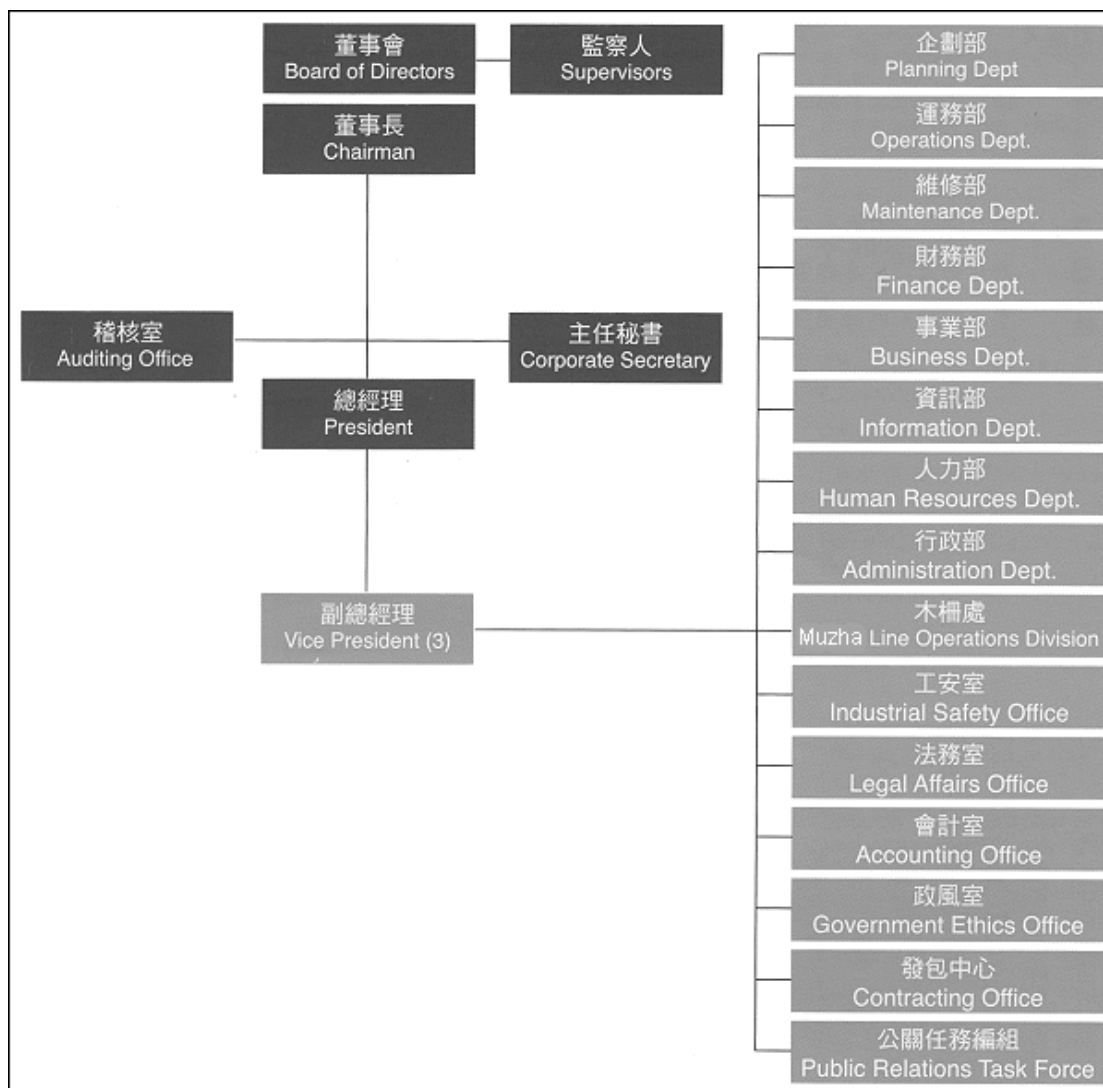 董事會
Board of Directors
監察人
Supervisors
董事長
Chairman
稽核室
Auditing Office
主任秘書
Corporate Secretary
總經理
President
副總經理
Vice President (3)
企劃部
Planning Dept
運務部
Operations Dept.
維修部
Maintenance Dept.
財務部
Finance Dept.
事業部
Business Dept.
資訊部
Information Dept.
人力部
Human Resources Dept.
行政部
Administration Dept.
木柵處
Muzha Line Operations Division
工安室
Industrial Safety Office
法務室
Legal Affairs Office
會計室
Accounting Office
政風室
Government Ethics Office
發包中心
Contracting Office
公關任務編組
Public Relations Task Force